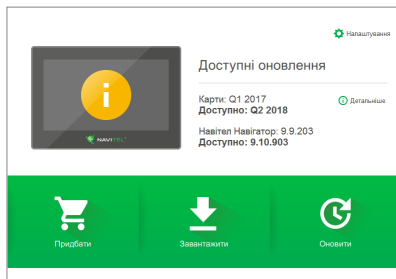 Налаштування
Доступні оновлення
Карти: Q1 2017
Доступно: Q2 2018
Детальніше
Навітел Навігатор: 9.9.203
Доступно: 9.10.903
NAVITEL
Придбати
Завантажити
Оновити